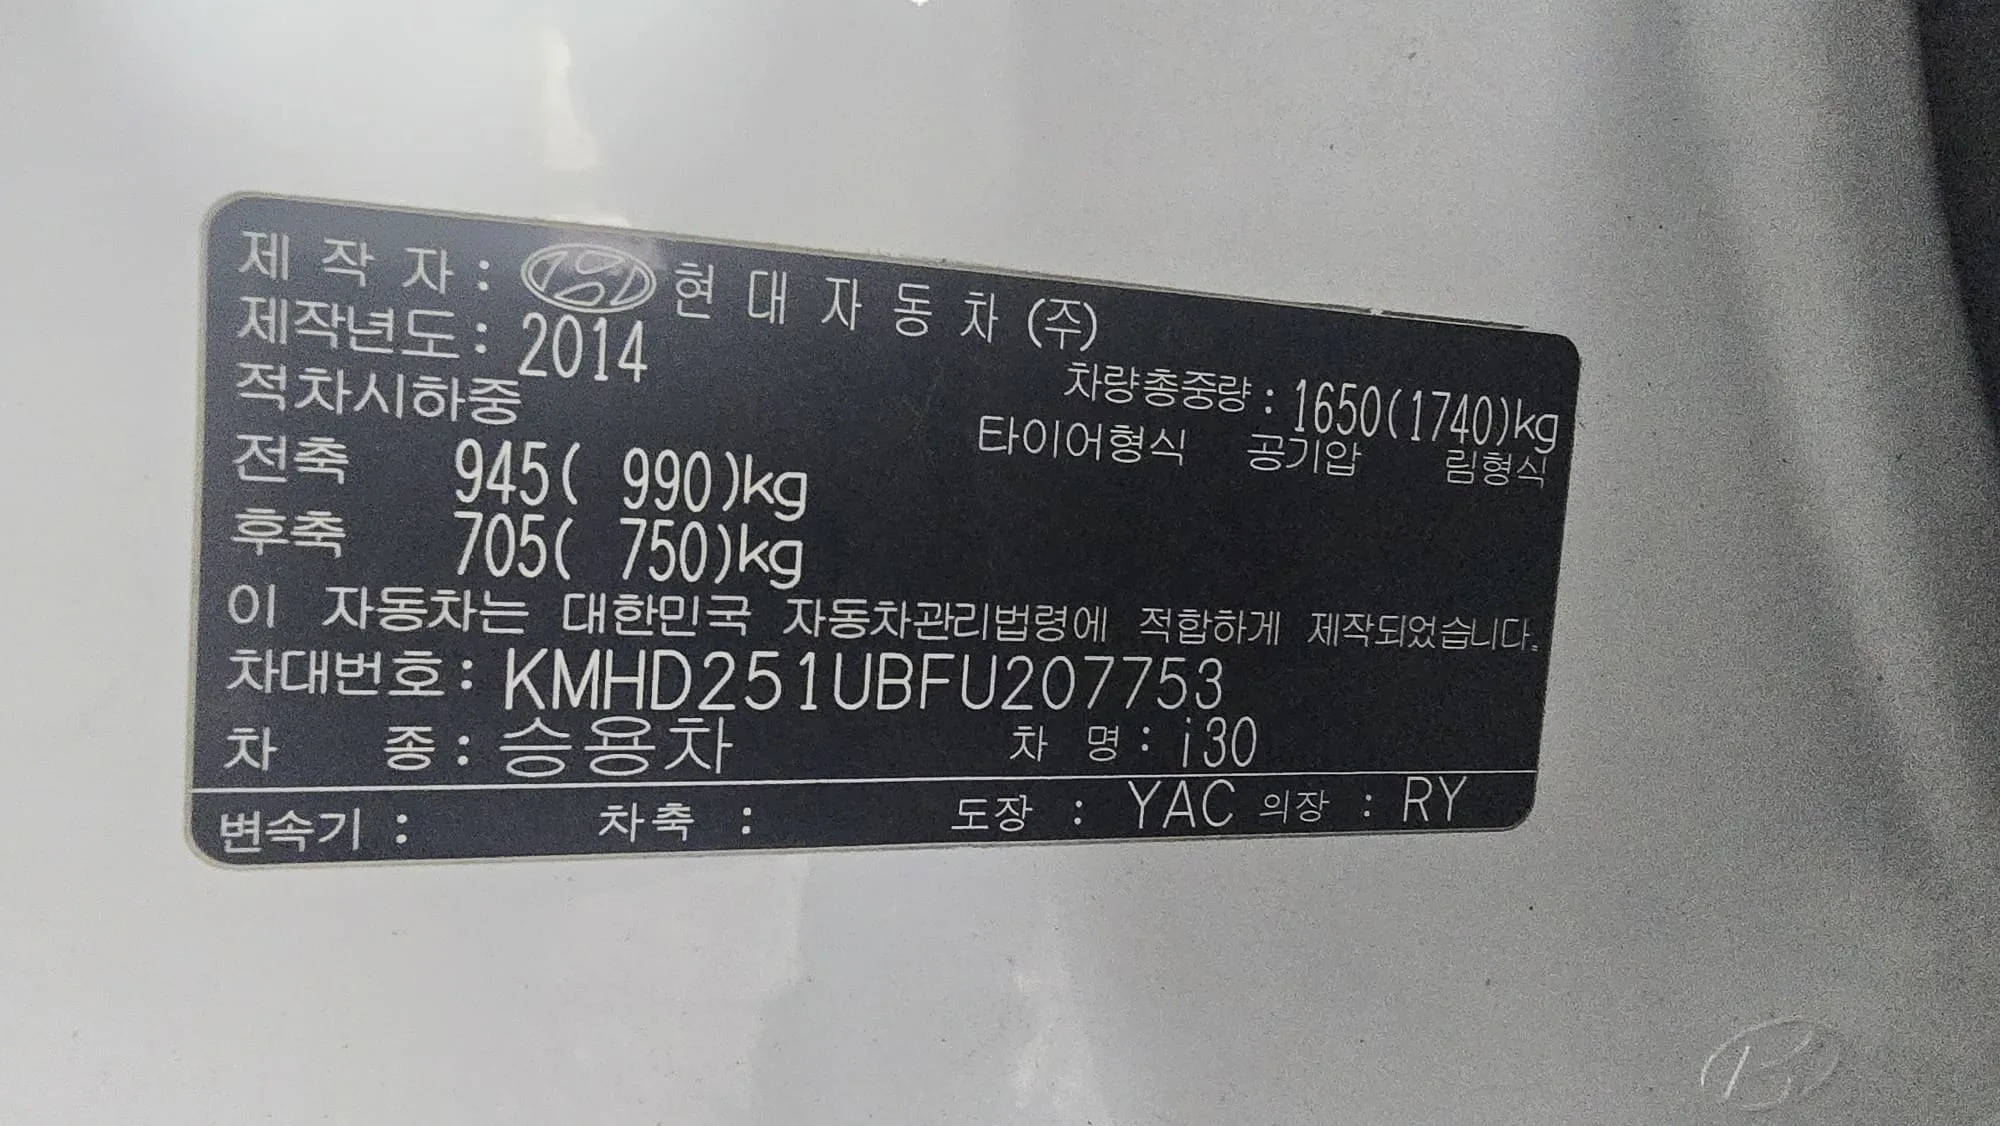 제 작 자 : 현 대 자 동 차 (주)
제작년도 : 2014
적차시하중 차량총중량 : 1650(1740)kg
전축 945( 990)kg 타이어형식 공기압 림형식
후축 705( 750)kg
이 자동차는 대한민국 자동차관리법령에 적합하게 제작되었습니다.
차대번호 : KMHD251UBFU207753
차 종 : 승용차 차 명 : i30
변속기 : 차축 : 도장 : YAC 의장 : RY